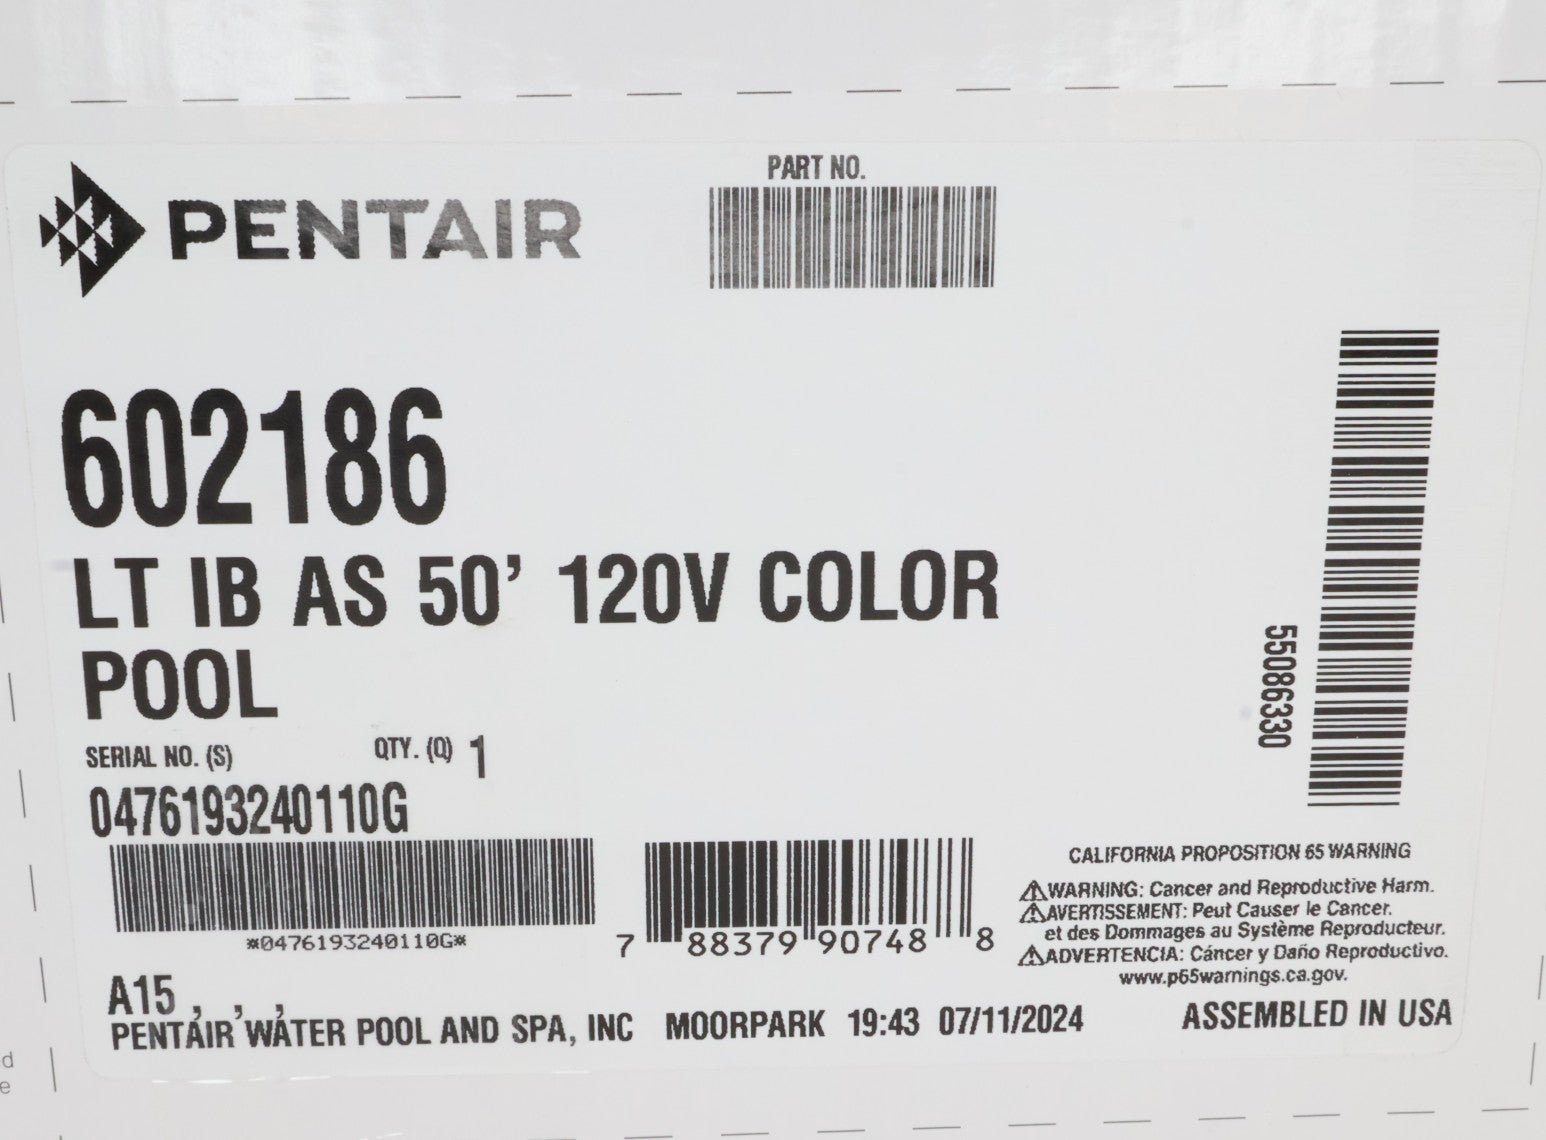 PENTAIR
PART NO.
602186
LT IB AS 50' 120V COLOR
POOL
SERIAL NO. (S) QTY. (Q) 1
0476193240110G
*0476193240110G*
7 88379 90748 8
55086330
CALIFORNIA PROPOSITION 65 WARNING
⚠WARNING: Cancer and Reproductive Harm.
⚠AVERTISSEMENT: Peut Causer le Cancer.
et des Dommages au Système Reproducteur.
⚠ADVERTENCIA: Cáncer y Daño Reproductivo.
www.p65warnings.ca.gov.
A15 , , ,
PENTAIR WATER POOL AND SPA, INC MOORPARK 19:43 07/11/2024
ASSEMBLED IN USA
d
e